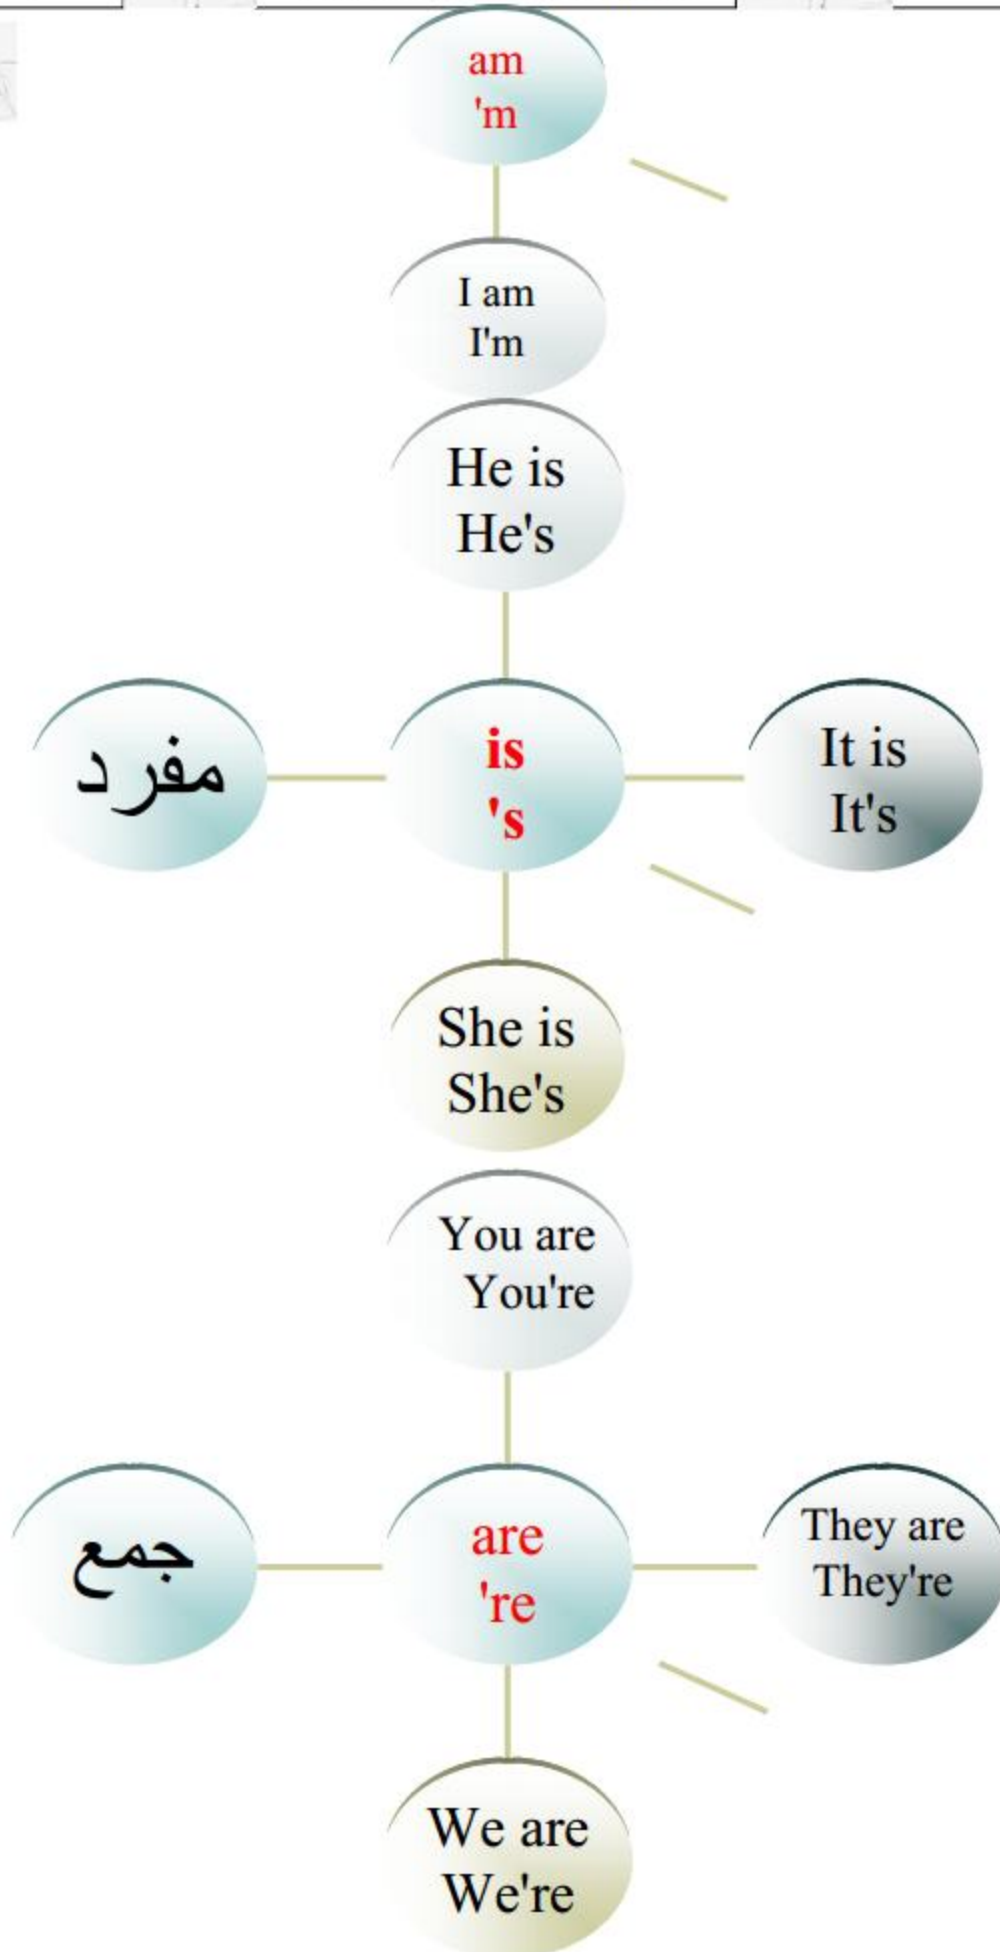 am
'm
I am
I'm
He is
He's
مفرد
is
's
It is
It's
She is
She's
You are
You're
جمع
are
're
They are
They're
We are
We're